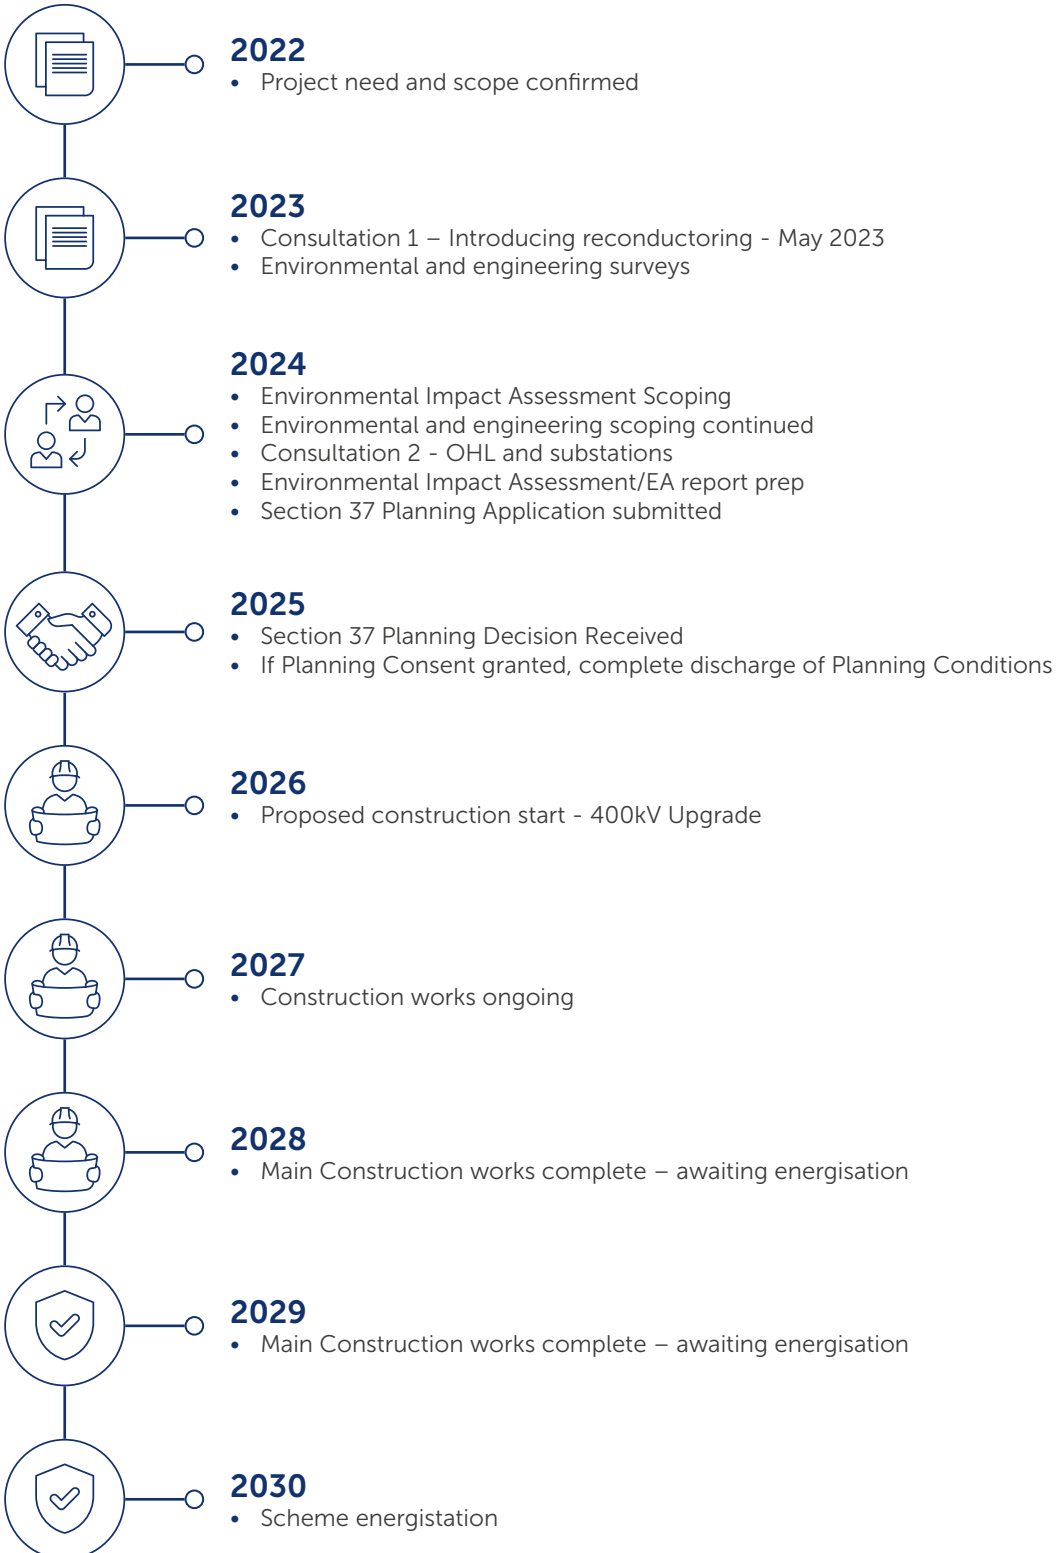 2022
• Project need and scope confirmed
2023
• Consultation 1 – Introducing reconductoring - May 2023
• Environmental and engineering surveys
2024
• Environmental Impact Assessment Scoping
• Environmental and engineering scoping continued
• Consultation 2 - OHL and substations
• Environmental Impact Assessment/EA report prep
• Section 37 Planning Application submitted
2025
• Section 37 Planning Decision Received
• If Planning Consent granted, complete discharge of Planning Conditions
2026
• Proposed construction start - 400kV Upgrade
2027
• Construction works ongoing
2028
• Main Construction works complete – awaiting energisation
2029
• Main Construction works complete – awaiting energisation
2030
• Scheme energistation